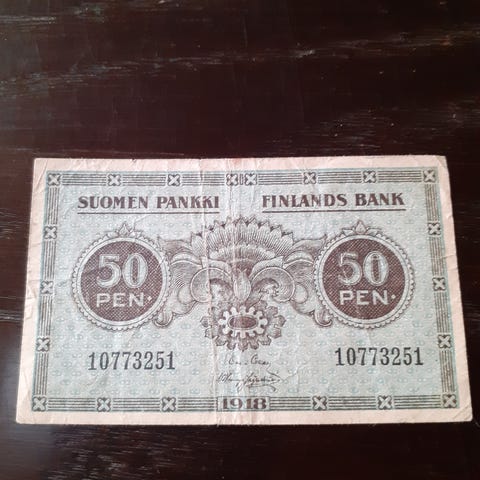 SUOMEN PANKKI FINLANDS BANK
50 50
PEN. PEN.
10773251 10773251
1918